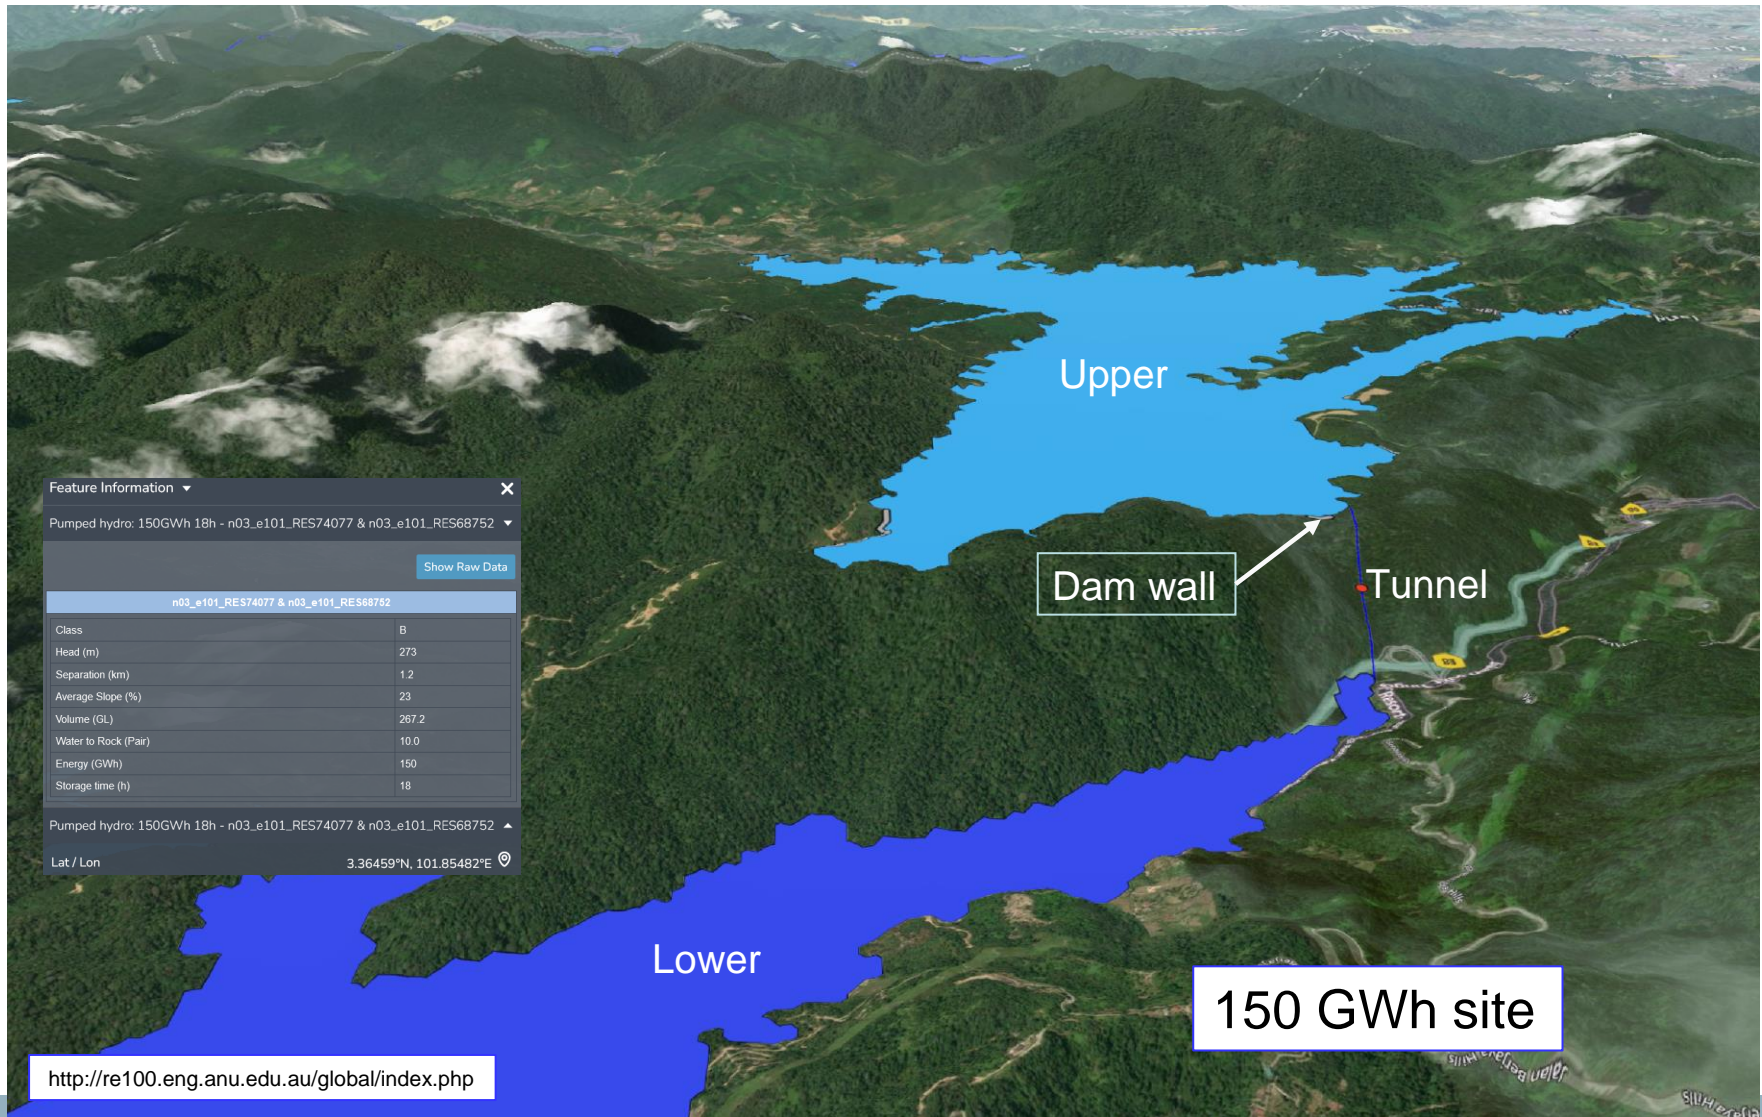 Upper
Feature Information
Pumped hydro: 150GWh 18h - n03_e101_RES74077 & n03_e101_RES68752
Show Raw Data
n03_e101_RES74077 & n03_e101_RES68752
Class B
Head (m) 273
Separation (km) 1.2
Average Slope (%) 23
Volume (GL) 267.2
Water to Rock (Pair) 10.0
Energy (GWh) 150
Storage time (h) 18
Pumped hydro: 150GWh 18h - n03_e101_RES74077 & n03_e101_RES68752
Lat / Lon 3.36459°N, 101.85482°E
Dam wall
Tunnel
Resort
Lower
150 GWh site
http://re100.eng.anu.edu.au/global/index.php